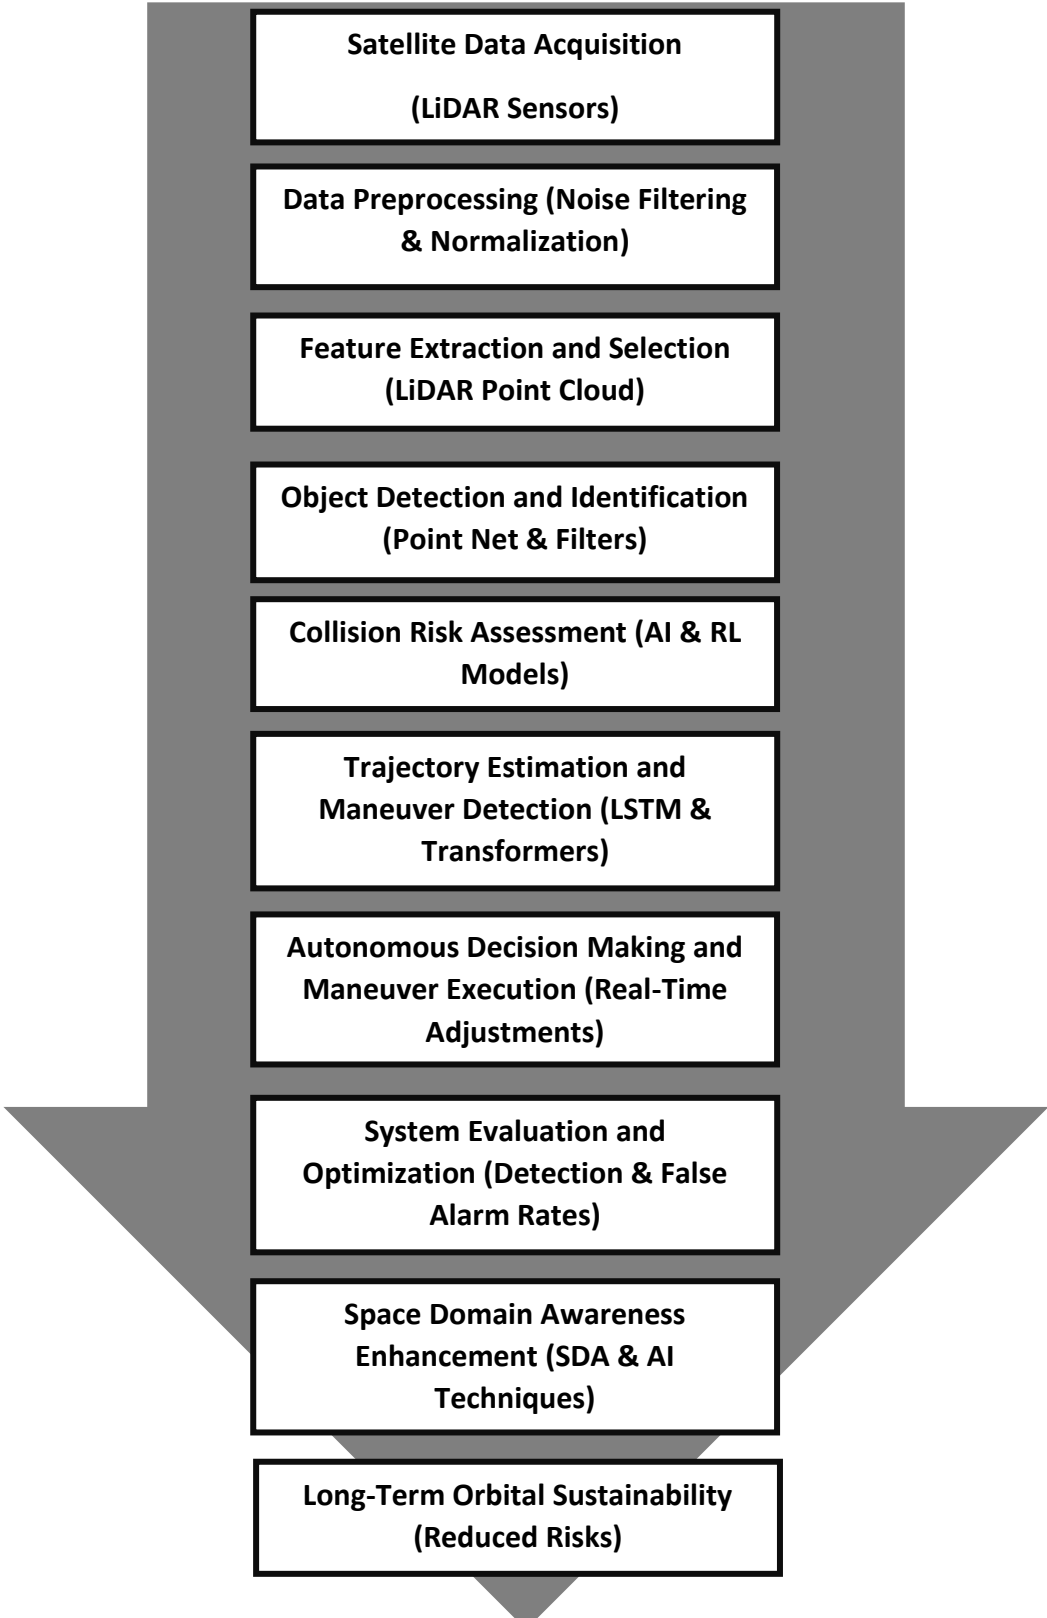 Satellite Data Acquisition
(LiDAR Sensors)
Data Preprocessing (Noise Filtering
& Normalization)
Feature Extraction and Selection
(LiDAR Point Cloud)
Object Detection and Identification
(Point Net & Filters)
Collision Risk Assessment (AI & RL
Models)
Trajectory Estimation and
Maneuver Detection (LSTM &
Transformers)
Autonomous Decision Making and
Maneuver Execution (Real-Time
Adjustments)
System Evaluation and
Optimization (Detection & False
Alarm Rates)
Space Domain Awareness
Enhancement (SDA & AI
Techniques)
Long-Term Orbital Sustainability
(Reduced Risks)